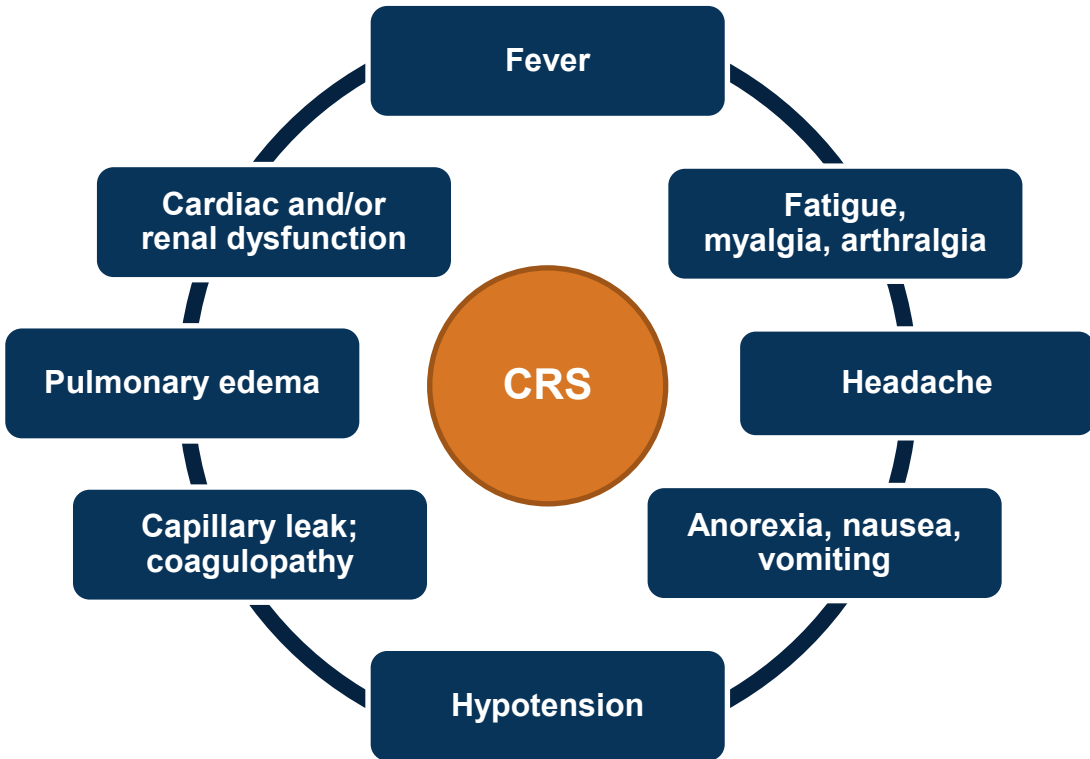 Fever
Fatigue,
myalgia, arthralgia
Headache
Anorexia, nausea,
vomiting
Hypotension
Capillary leak;
coagulopathy
Pulmonary edema
Cardiac and/or
renal dysfunction
CRS